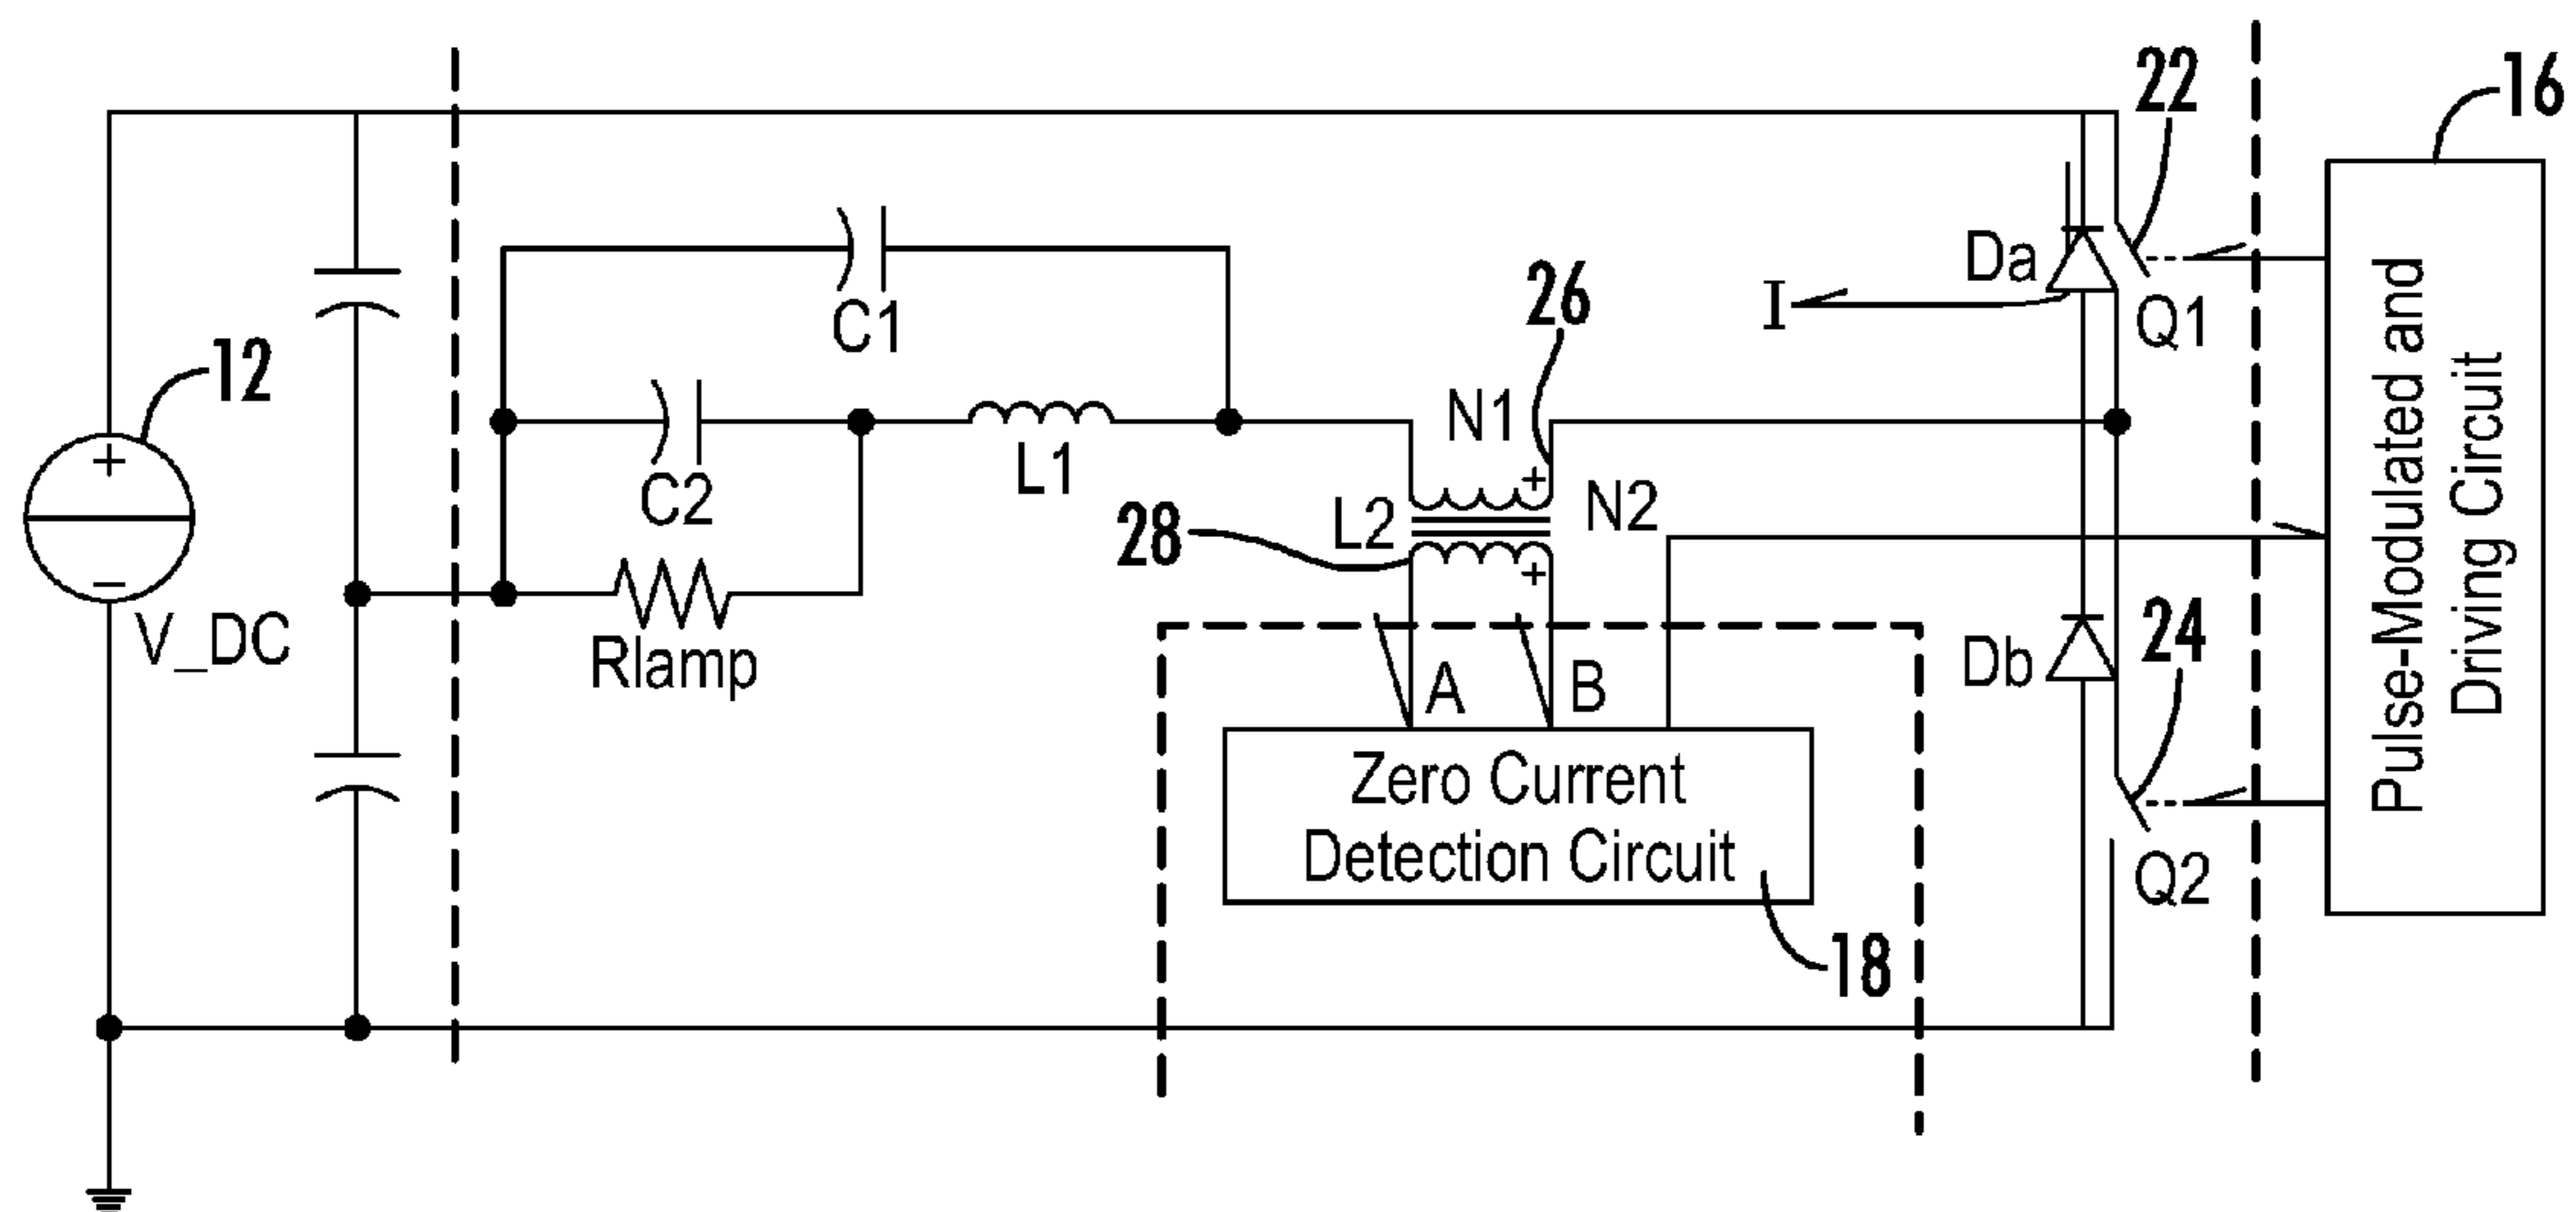 22
16
12
+
−
V_DC
C1
C2
L1
Rlamp
26
N1
+
28
L2
N2
+
A
B
Zero Current
Detection Circuit
18
I
Da
Q1
Db
24
Q2
Pulse-Modulated and
Driving Circuit